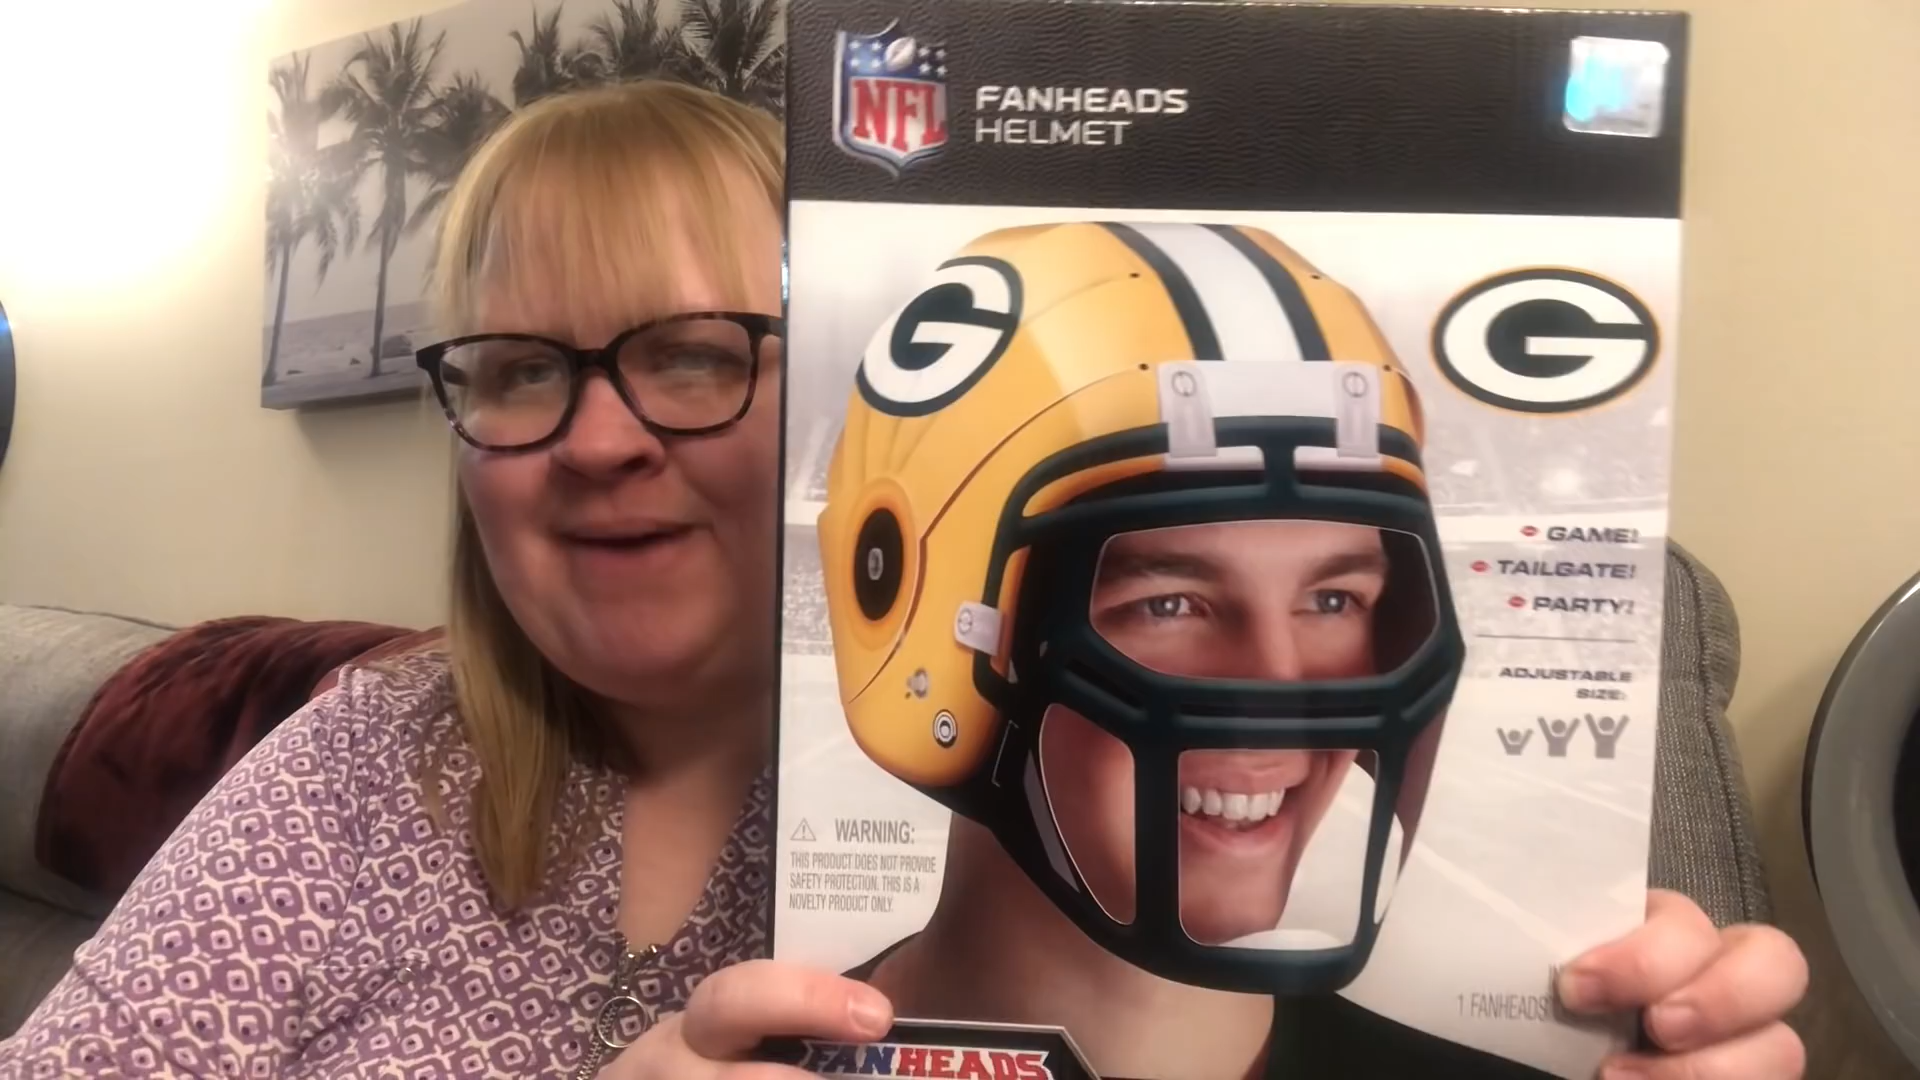 NFL
FANHEADS
HELMET
G
G
GAME!
TAILGATE!
PARTY!
ADJUSTABLE
SIZE:
WARNING:
THIS PRODUCT DOES NOT PROVIDE
SAFETY PROTECTION. THIS IS A
NOVELTY PRODUCT ONLY.
1 FANHEADS
FANHEADS